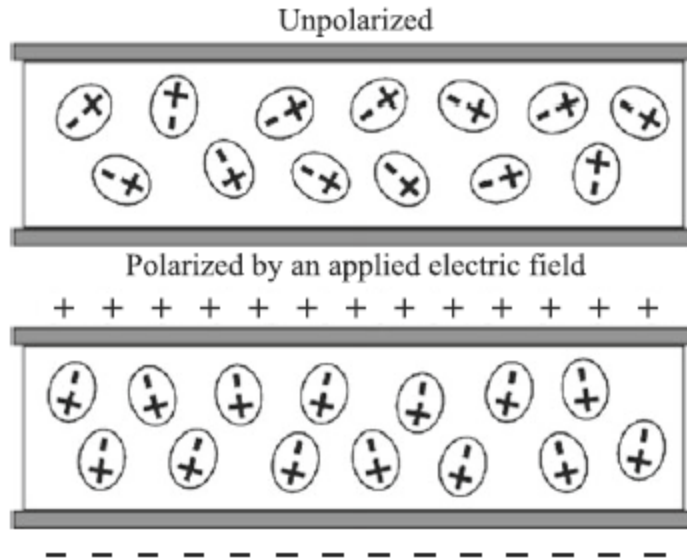 Unpolarized
Polarized by an applied electric field
+ + + + + + + + + + + + +
– – – – – – – – – – – – – –